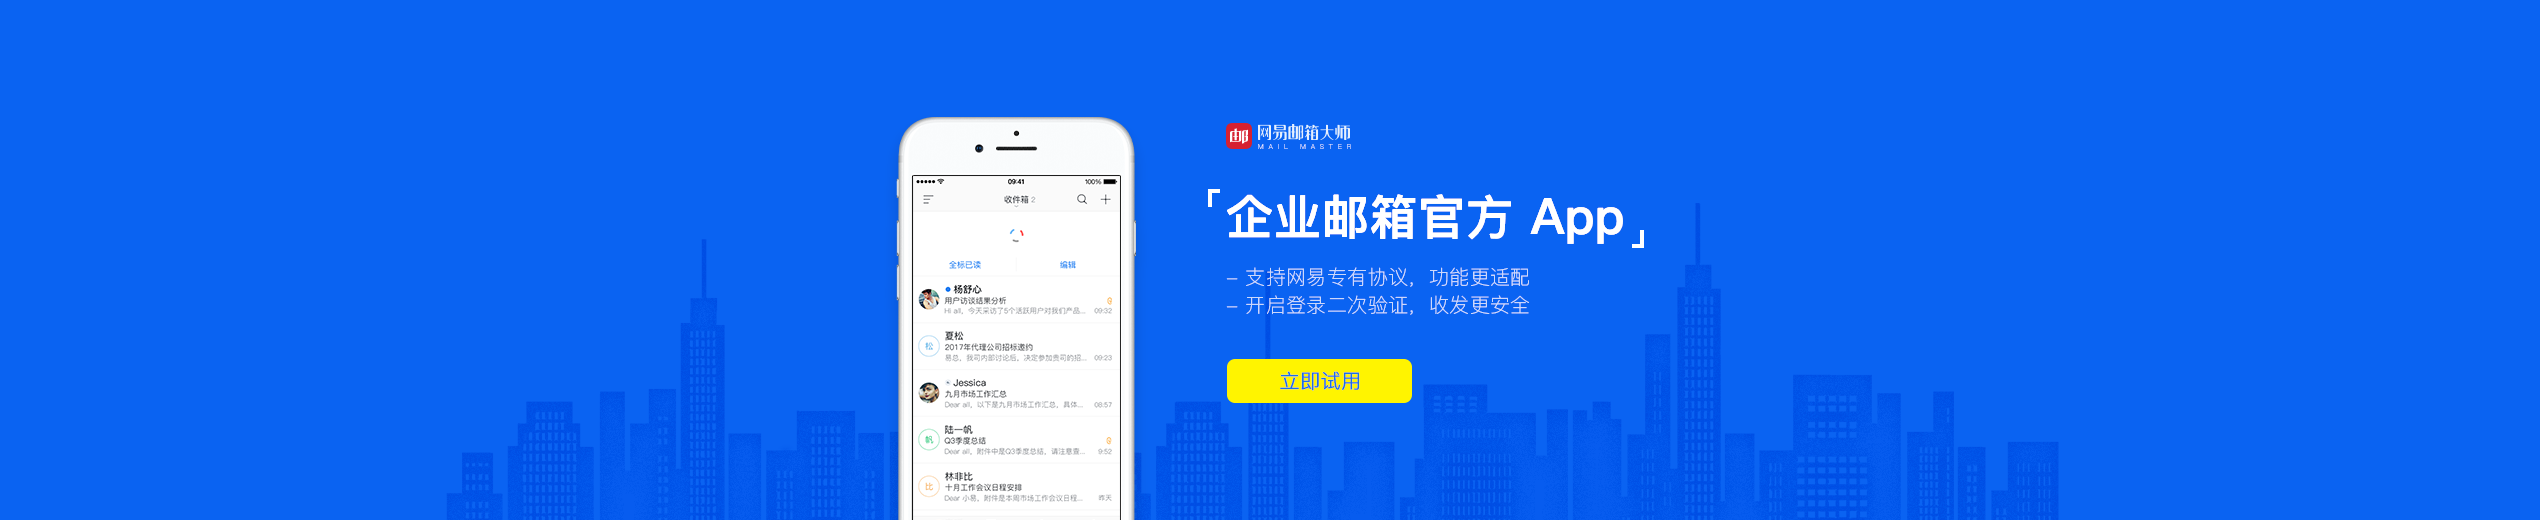 09:41
100%
收件箱 2
全标已读
编辑
杨舒心
用户访谈结果分析
Hi all，今天采访了5个活跃用户对我们产品... 09:32
松
夏松
2017年代理公司招标邀约
易总，我司内部讨论后，决定参加贵司的招... 09:23
Jessica
九月市场工作汇总
Dear all，以下是九月市场工作汇总，具体... 08:57
帆
陆一帆
Q3季度总结
Dear all，附件中是Q3季度总结，请注意查... 9:52
比
林非比
十月工作会议日程安排
Dear 小易，附件是本周市场工作会议日程... 昨天
邮 网易邮箱大师
MAIL MASTER
「企业邮箱官方 App」
– 支持网易专有协议，功能更适配
– 开启登录二次验证，收发更安全
立即试用